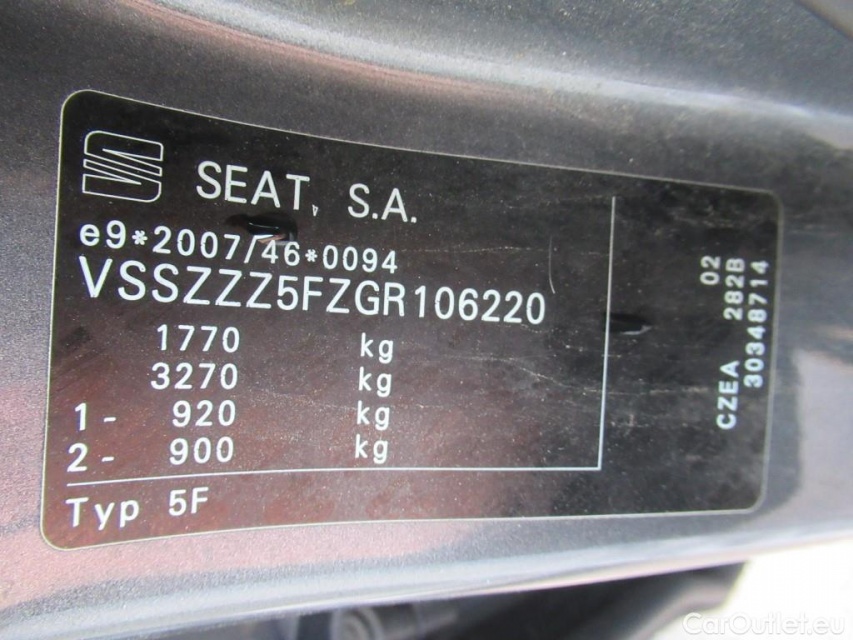 SEAT, S.A.
e9*2007/46*0094
VSSZZZ5FZGR106220
1770 kg
3270 kg
1- 920 kg
2- 900 kg
Typ 5F
02
CZEA 282B
30348714
CarOutlet.eu